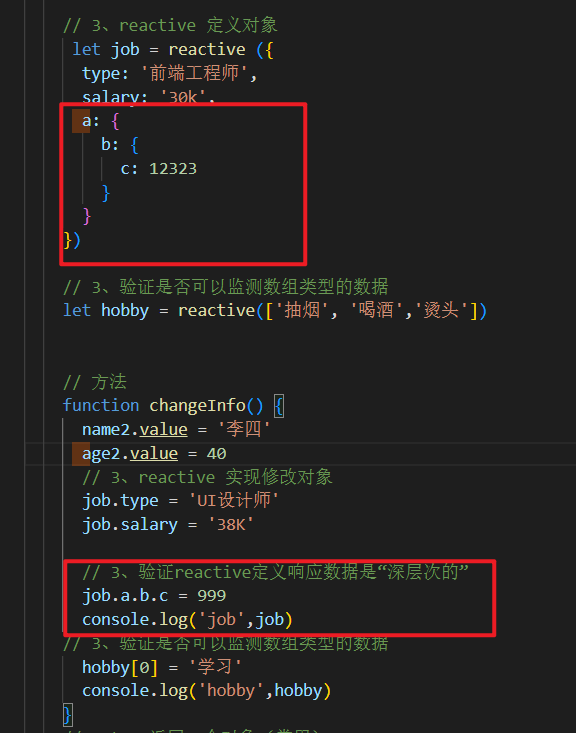 // 3、reactive 定义对象
let job = reactive ({
type: '前端工程师',
salary: '30k',
a: {
b: {
c: 12323
}
}
})
// 3、验证是否可以监测数组类型的数据
let hobby = reactive(['抽烟', '喝酒','烫头'])
// 方法
function changeInfo() {
name2.value = '李四'
age2.value = 40
// 3、reactive 实现修改对象
job.type = 'UI设计师'
job.salary = '38K'
// 3、验证reactive定义响应数据是“深层次的”
job.a.b.c = 999
console.log('job',job)
// 3、验证是否可以监测数组类型的数据
hobby[0] = '学习'
console.log('hobby',hobby)
}